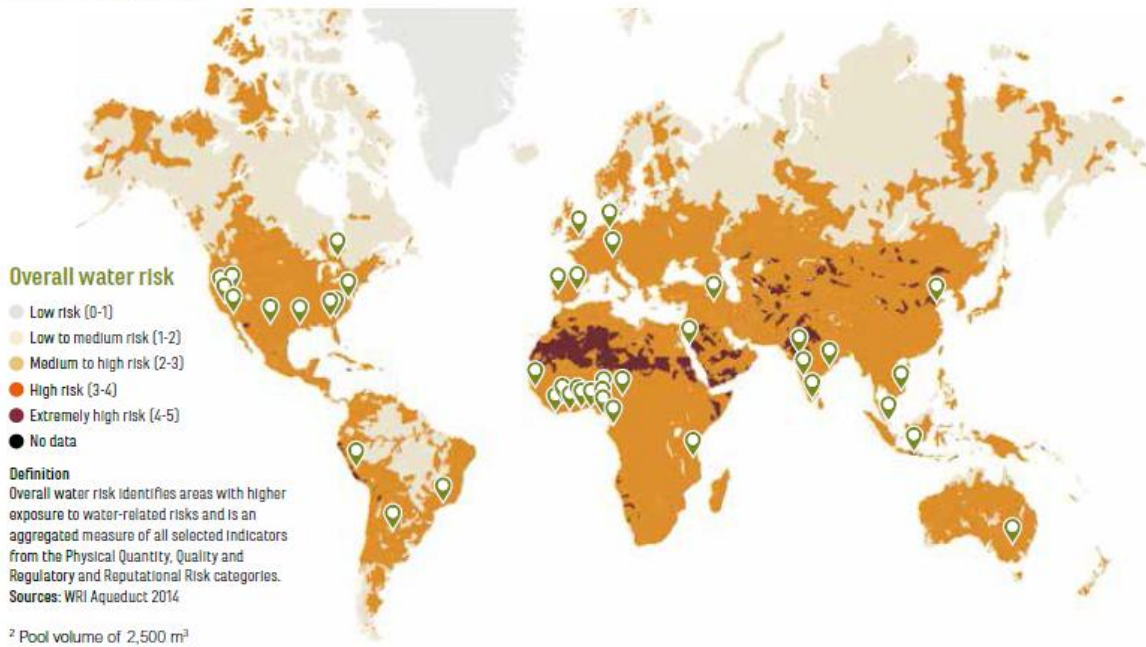 Overall water risk
Low risk (0-1)
Low to medium risk (1-2)
Medium to high risk (2-3)
High risk (3-4)
Extremely high risk (4-5)
No data
Definition
Overall water risk identifies areas with higher
exposure to water-related risks and is an
aggregated measure of all selected indicators
from the Physical Quantity, Quality and
Regulatory and Reputational Risk categories.
Sources: WRI Aqueduct 2014
² Pool volume of 2,500 m³